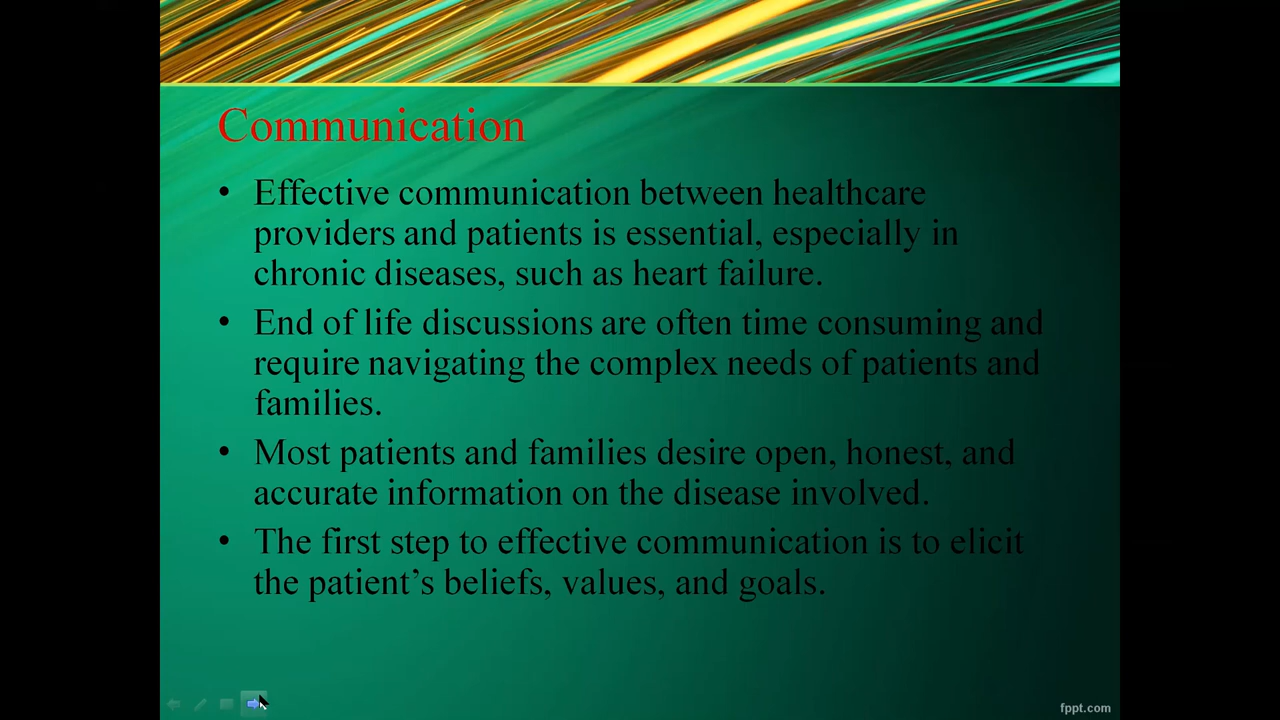 Communication
• Effective communication between healthcare
providers and patients is essential, especially in
chronic diseases, such as heart failure.
• End of life discussions are often time consuming and
require navigating the complex needs of patients and
families.
• Most patients and families desire open, honest, and
accurate information on the disease involved.
• The first step to effective communication is to elicit
the patient’s beliefs, values, and goals.
fppt.com